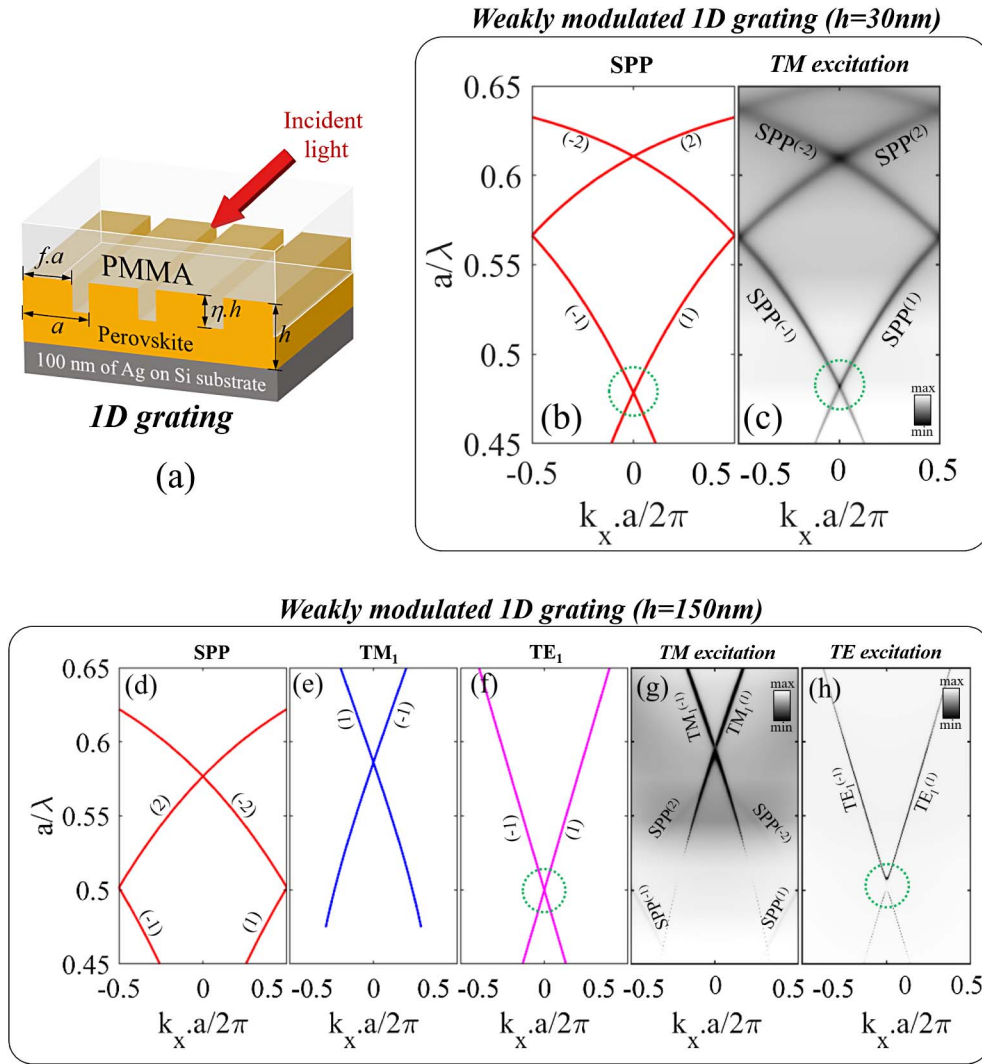 Weakly modulated 1D grating (h=30nm)
Incident
light
f.a
PMMA
η.h
h
a
Perovskite
100 nm of Ag on Si substrate
1D grating
(a)
SPP
TM excitation
0.65
0.6
0.55
0.5
0.45
a/λ
(-2)
(2)
(-1)
(1)
(b)
SPP(-2)
SPP(2)
SPP(-1)
SPP(1)
max
min
(c)
-0.5 0 0.5
-0.5 0 0.5
kx.a/2π
kx.a/2π
Weakly modulated 1D grating (h=150nm)
SPP
TM1
TE1
TM excitation
TE excitation
0.65
0.6
0.55
0.5
0.45
a/λ
(d)
(2)
(-2)
(-1)
(1)
(e)
(1)
(-1)
(f)
(-1)
(1)
(g)
max
min
TM1(-1)
TM1(1)
SPP(2)
SPP(-2)
SPP(-1)
SPP(1)
(h)
max
min
TE1(-1)
TE1(1)
-0.5 0 0.5
-0.5 0 0.5
-0.5 0 0.5
-0.5 0 0.5
-0.5 0 0.5
kx.a/2π
kx.a/2π
kx.a/2π
kx.a/2π
kx.a/2π